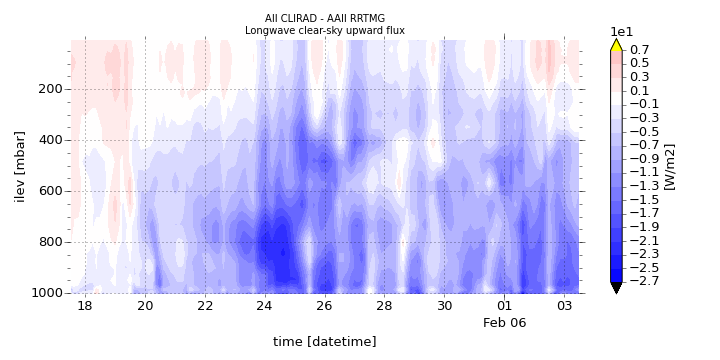 All CLIRAD - AAll RRTMG
Longwave clear-sky upward flux
1e1
ilev [mbar]
200
400
600
800
1000
18 20 22 24 26 28 30 01 03
Feb 06
time [datetime]
0.7
0.5
0.3
0.1
−0.1
−0.3
−0.5
−0.7
−0.9
−1.1
−1.3
−1.5
−1.7
−1.9
−2.1
−2.3
−2.5
−2.7
[W/m2]